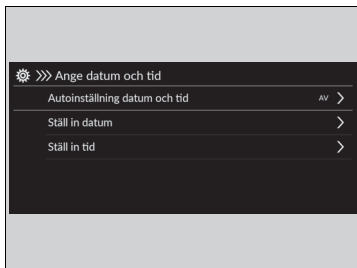 Ange datum och tid
Autoinställning datum och tid AV
Ställ in datum
Ställ in tid